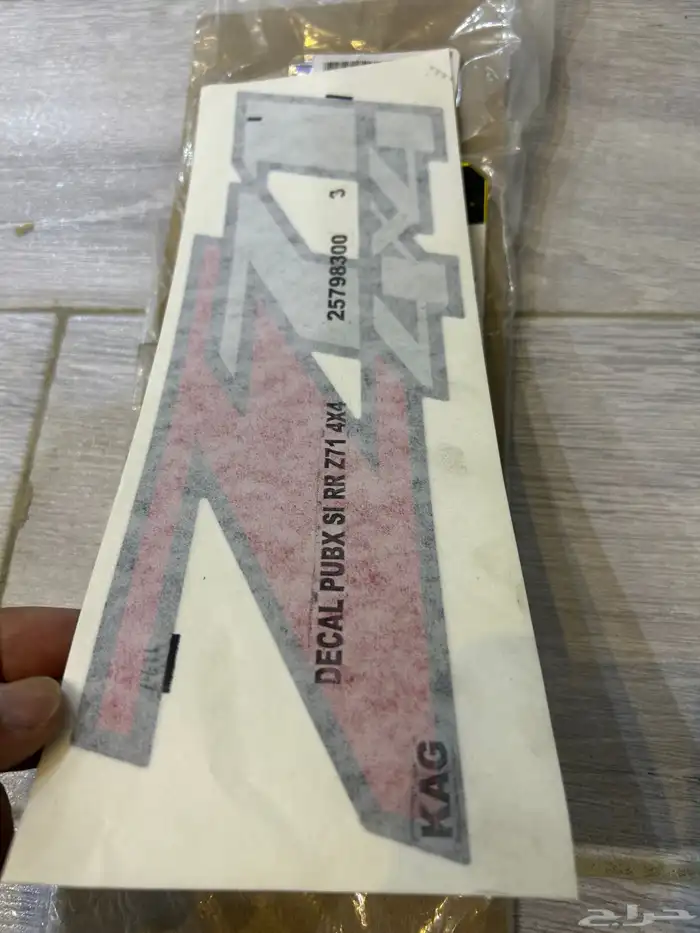 25798300 3
DECAL PUBX SI RR Z71 4X4
KAG
حراج